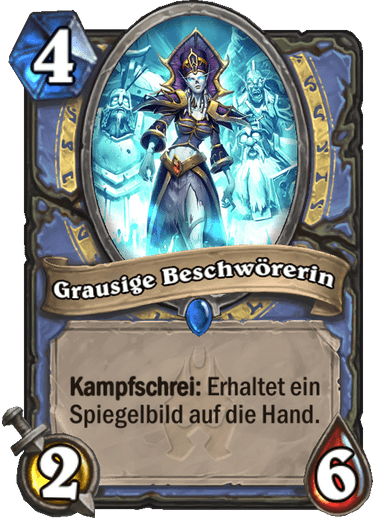 4
Grausige Beschwörerin
Kampfschrei: Erhaltet ein
Spiegelbild auf die Hand.
2
6